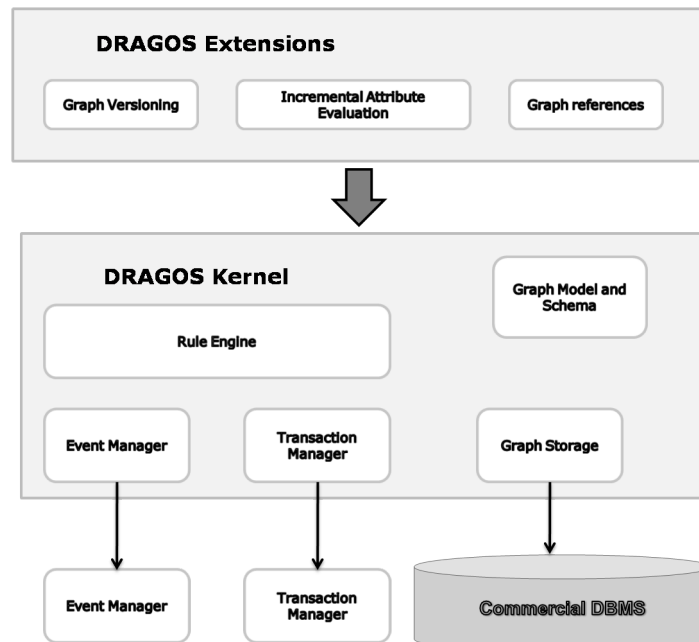 DRAGOS Extensions
Graph Versioning
Incremental Attribute
Evaluation
Graph references
DRAGOS Kernel
Graph Model and
Schema
Rule Engine
Event Manager
Transaction
Manager
Graph Storage
Event Manager
Transaction
Manager
Commercial DBMS